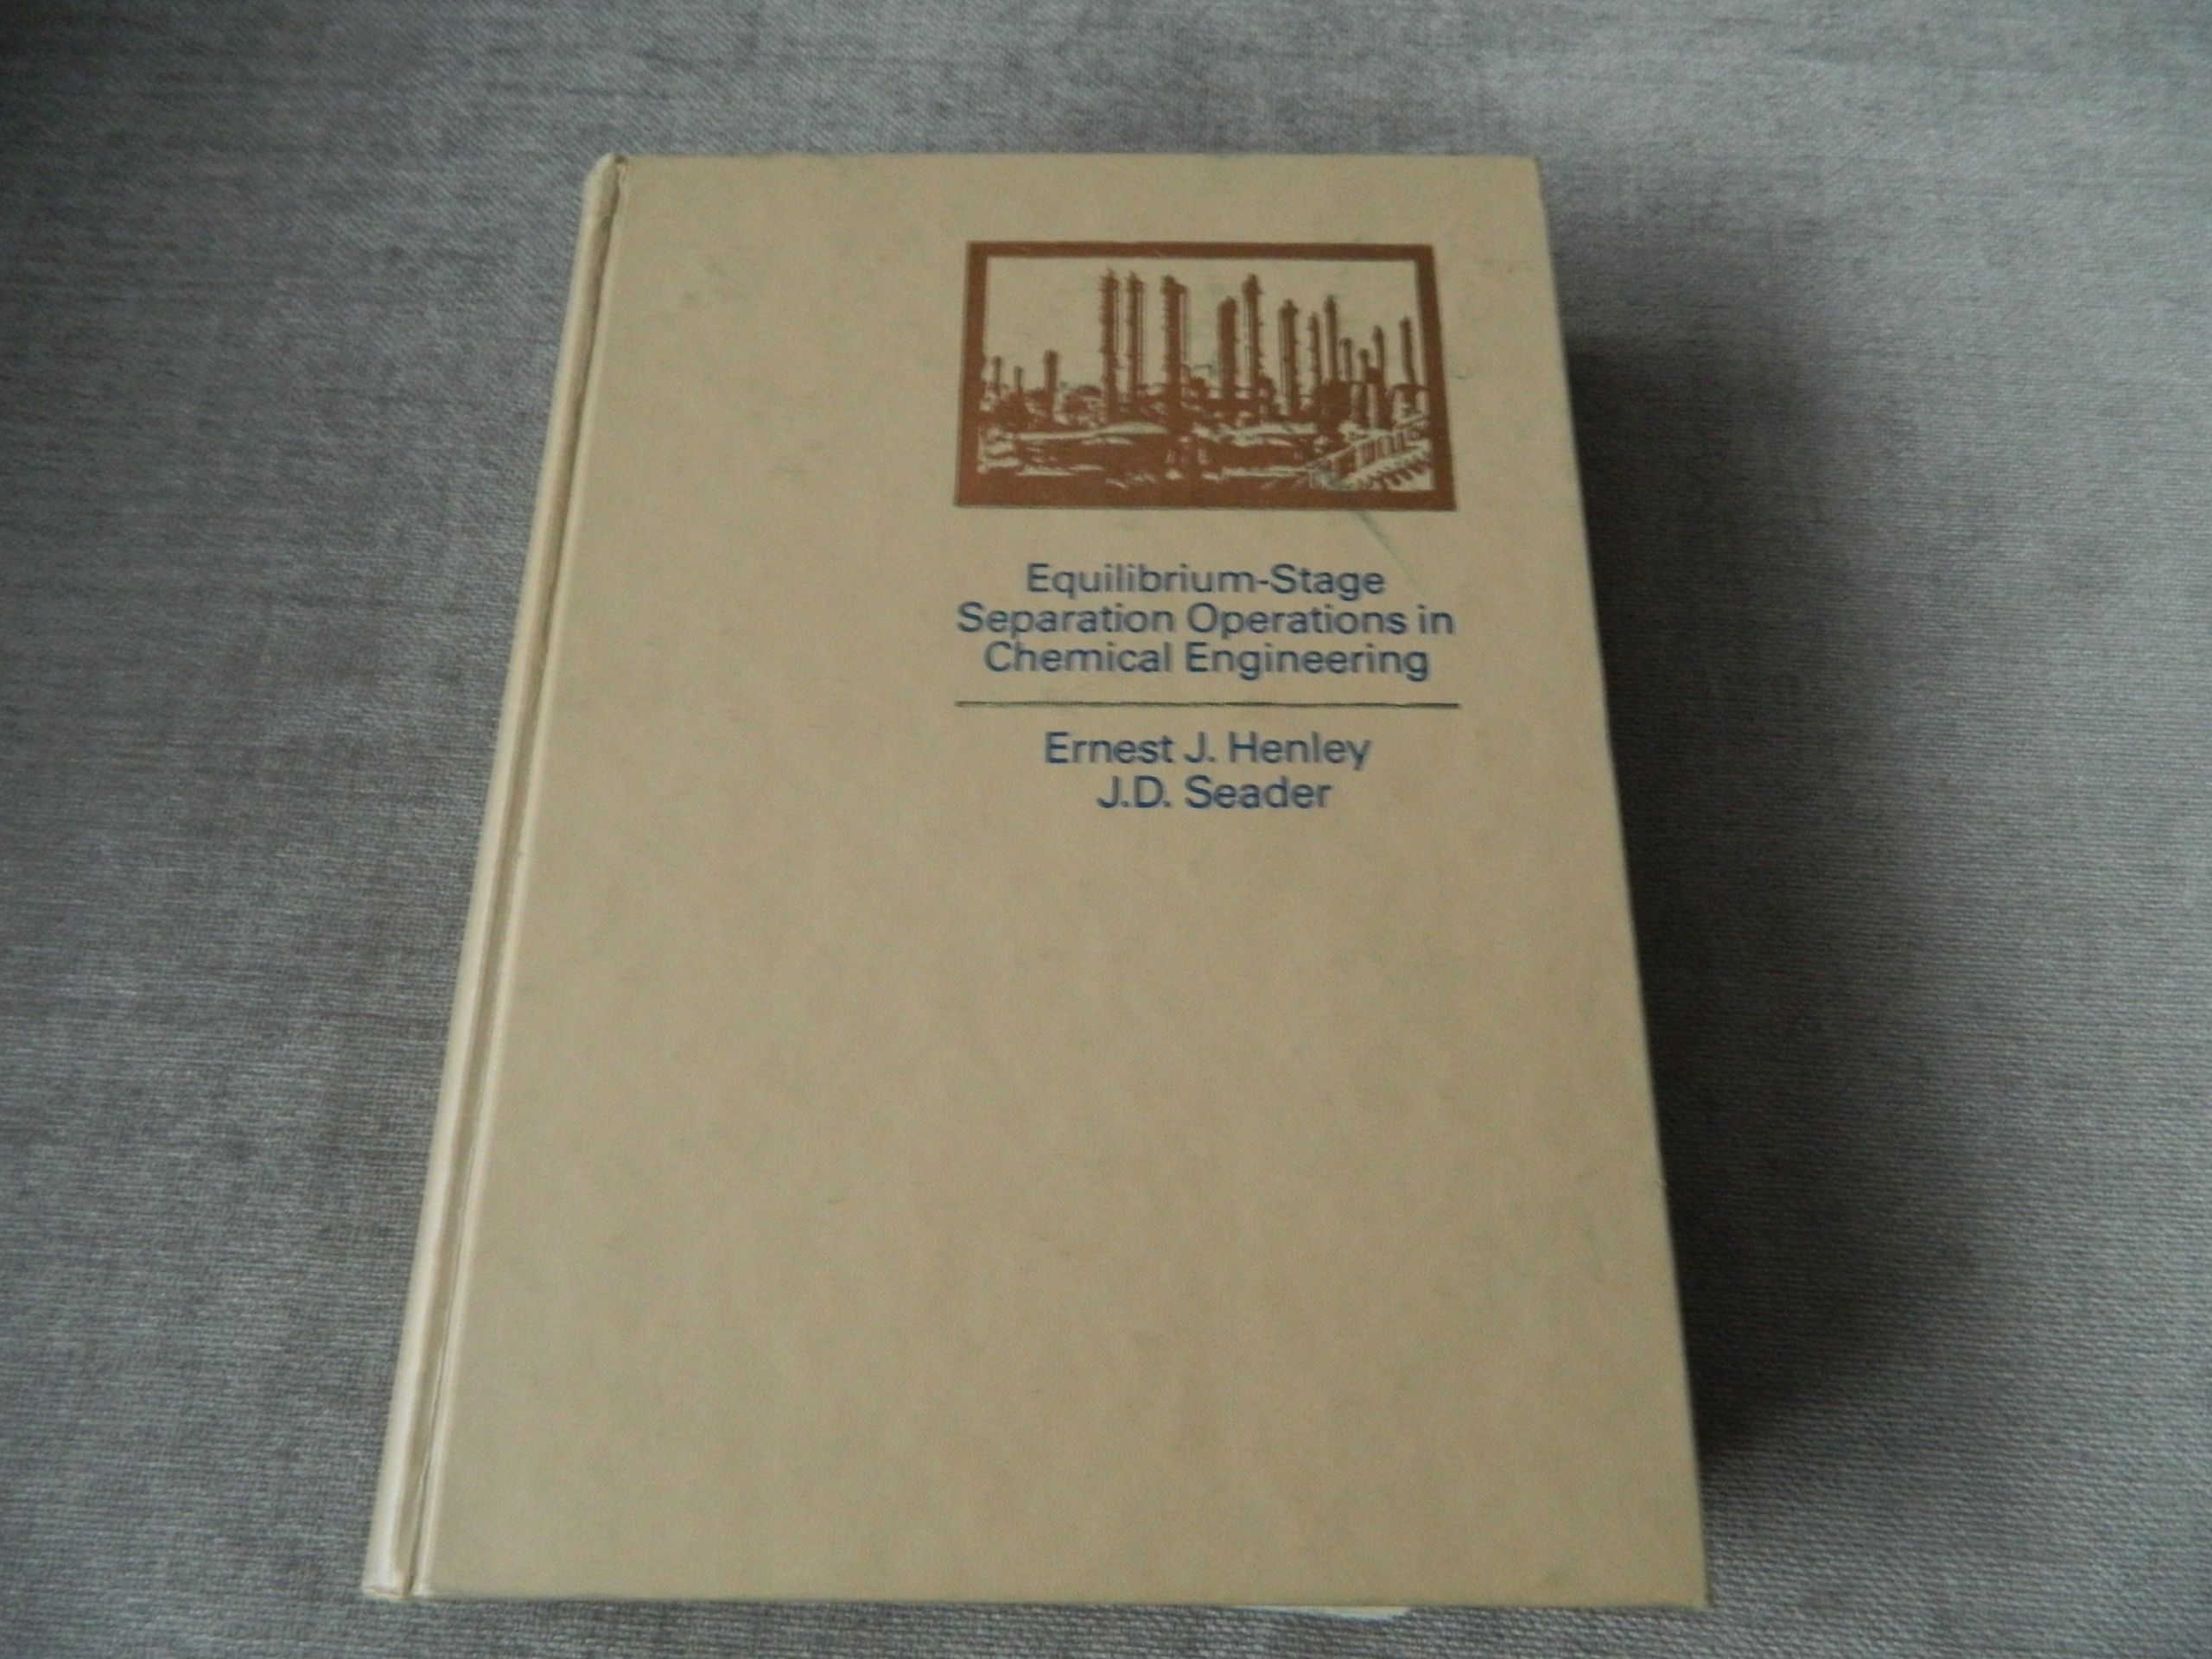 Equilibrium-Stage
Separation Operations in
Chemical Engineering
Ernest J. Henley
J.D. Seader